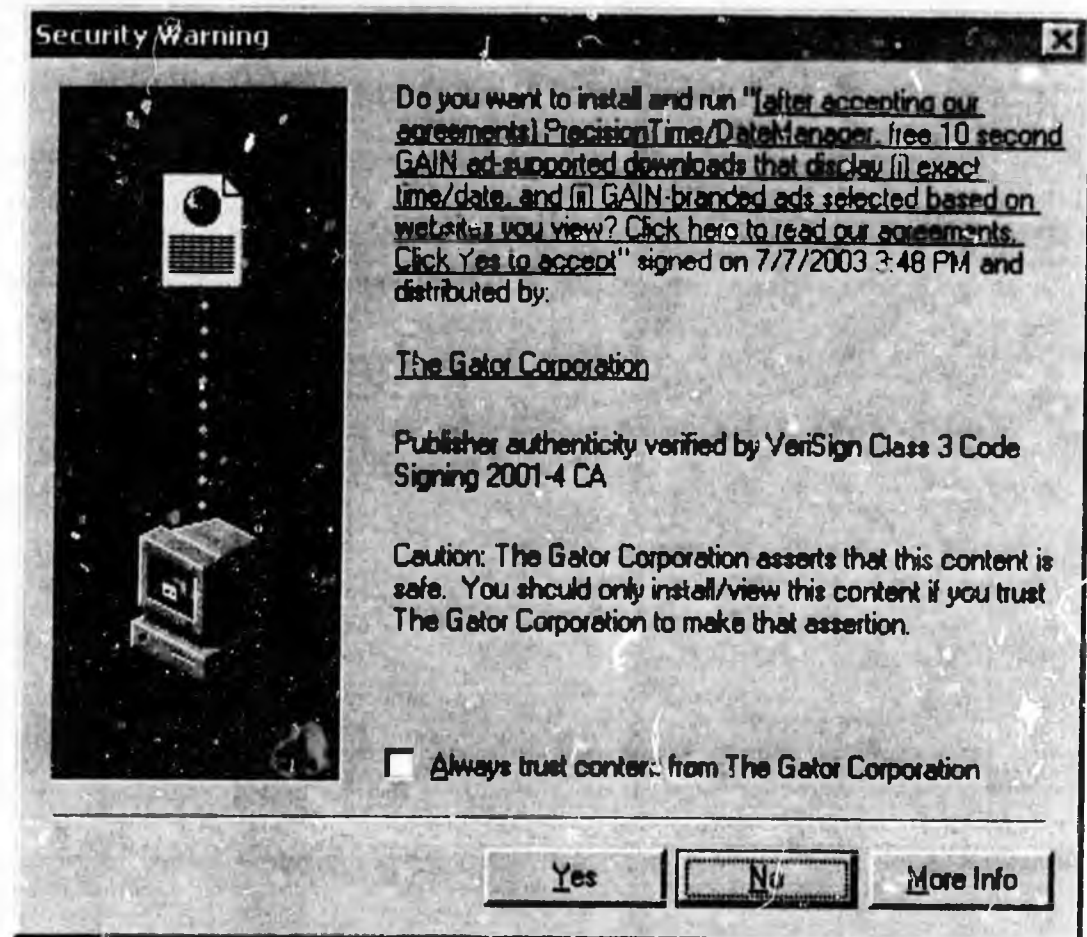 Security Warning
Do you want to install and run "[after accepting our
agreements] PrecisionTime/DateManager, free 10 second
GAIN ad-supported downloads that display (i) exact
time/date, and (ii) GAIN-branded ads selected based on
websites you view? Click here to read our agreements.
Click Yes to accept" signed on 7/7/2003 3:48 PM and
distributed by:
The Gator Corporation
Publisher authenticity verified by VeriSign Class 3 Code
Signing 2001-4 CA
Caution: The Gator Corporation asserts that this content is
safe. You should only install/view this content if you trust
The Gator Corporation to make that assertion.
Always trust content from The Gator Corporation
Yes
No
More Info